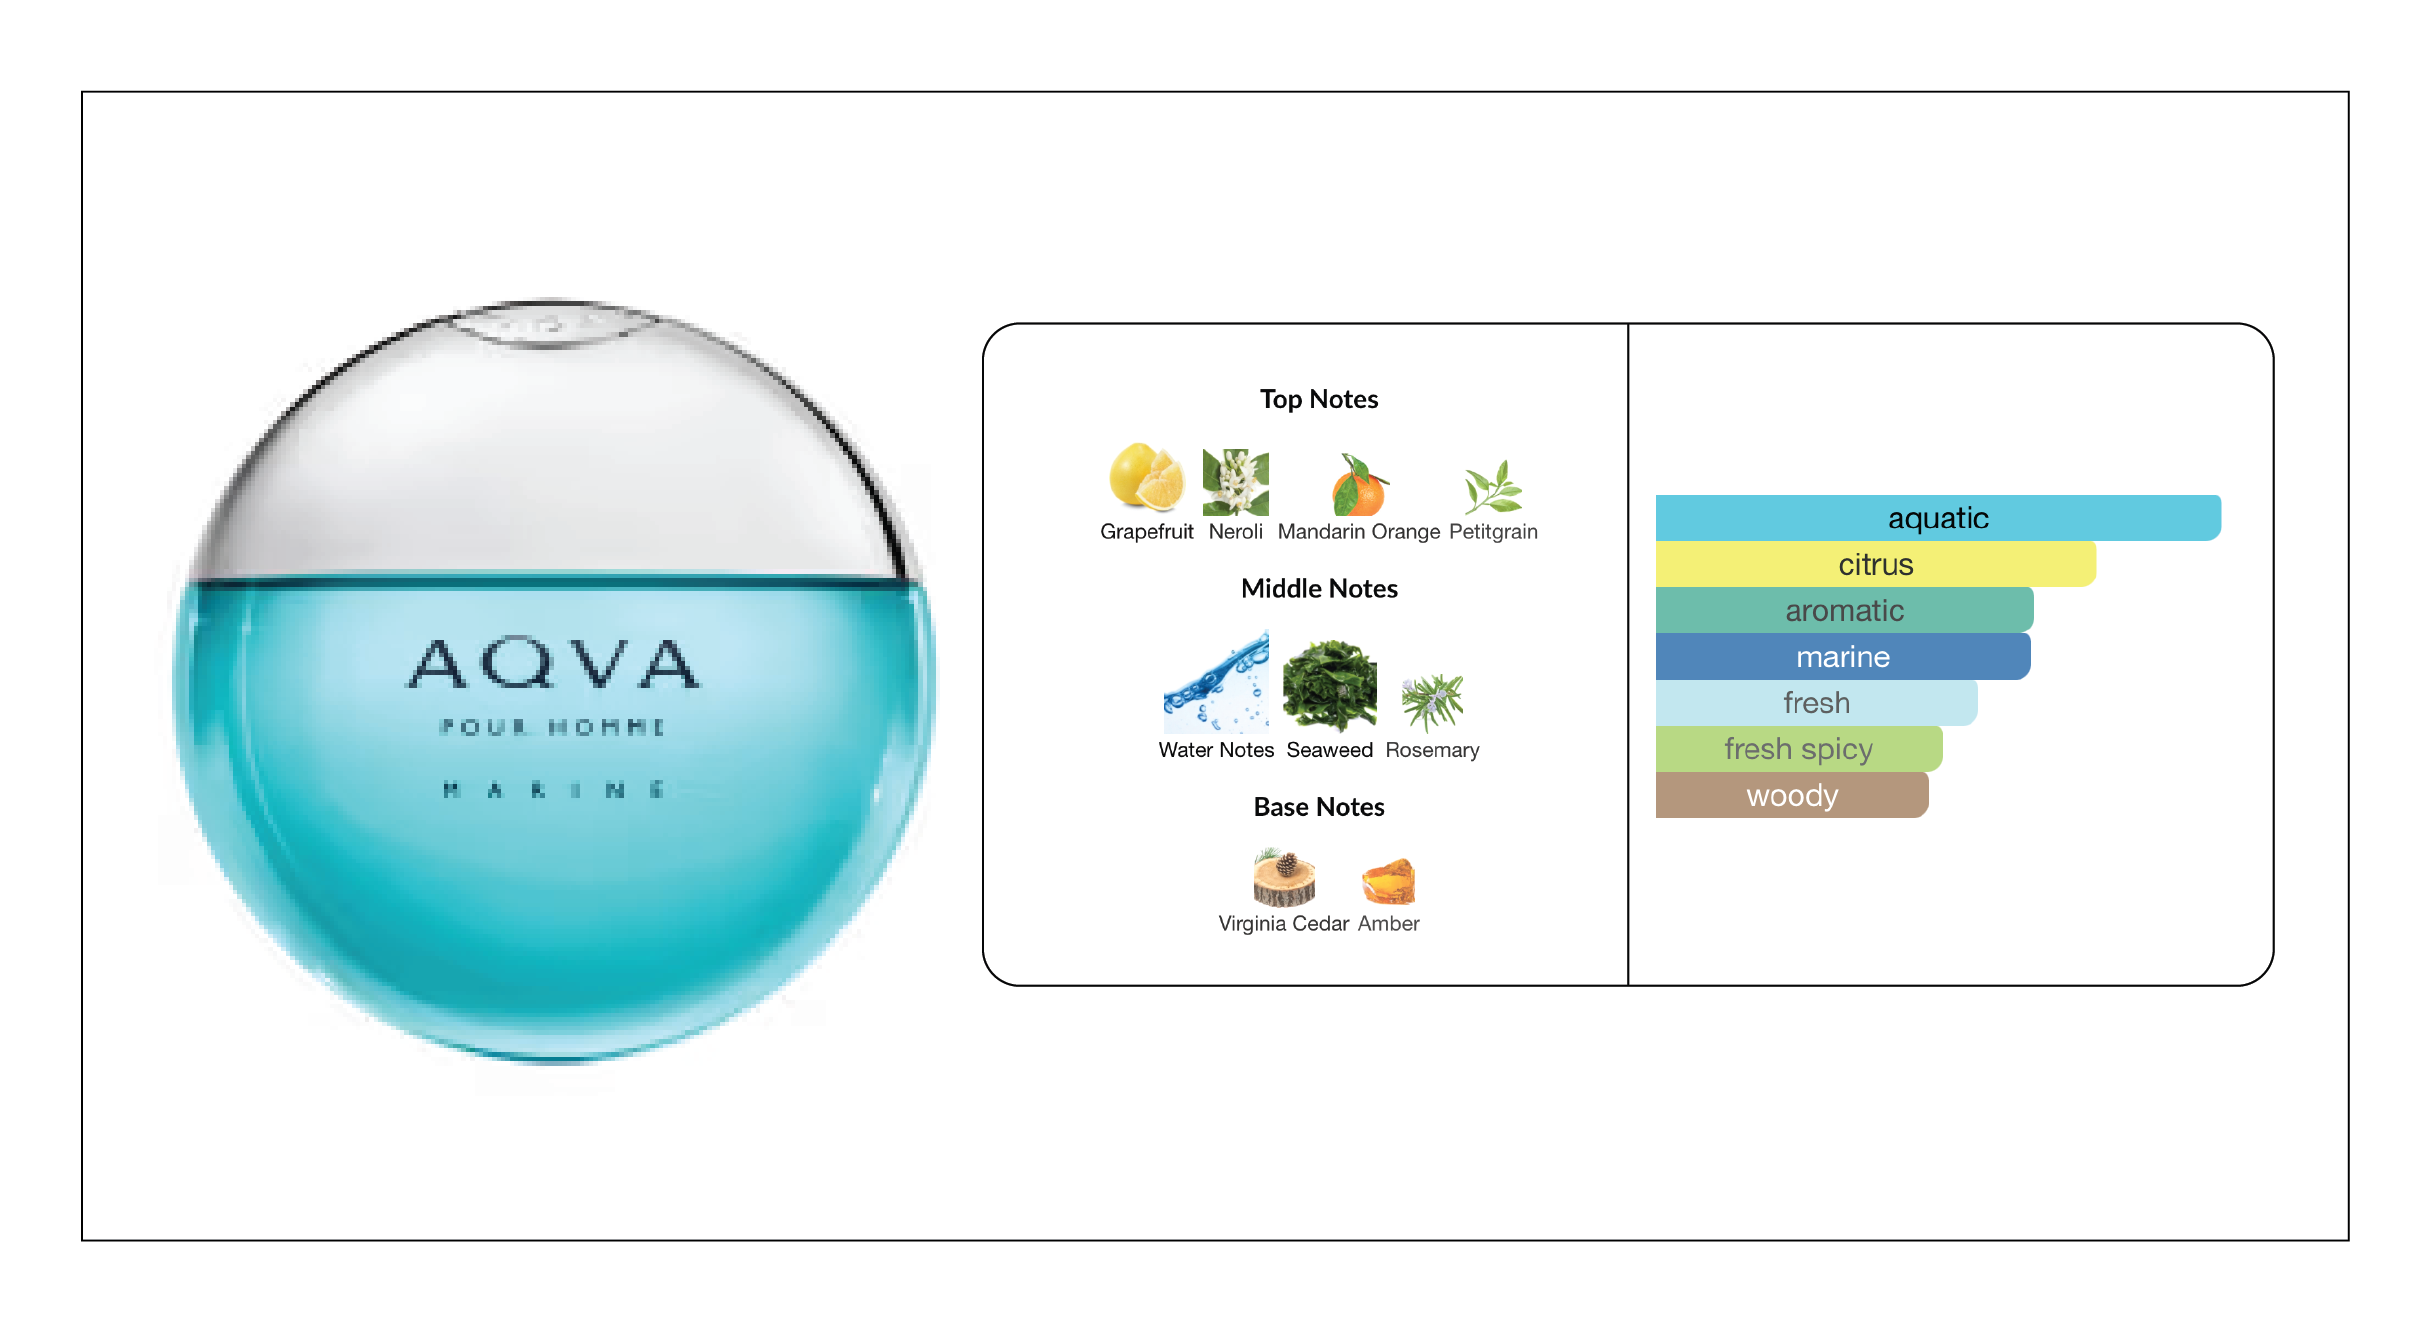 AQVA
POUR HOMME
MARINE
Top Notes
Grapefruit Neroli Mandarin Orange Petitgrain
Middle Notes
Water Notes Seaweed Rosemary
Base Notes
Virginia Cedar Amber
aquatic
citrus
aromatic
marine
fresh
fresh spicy
woody